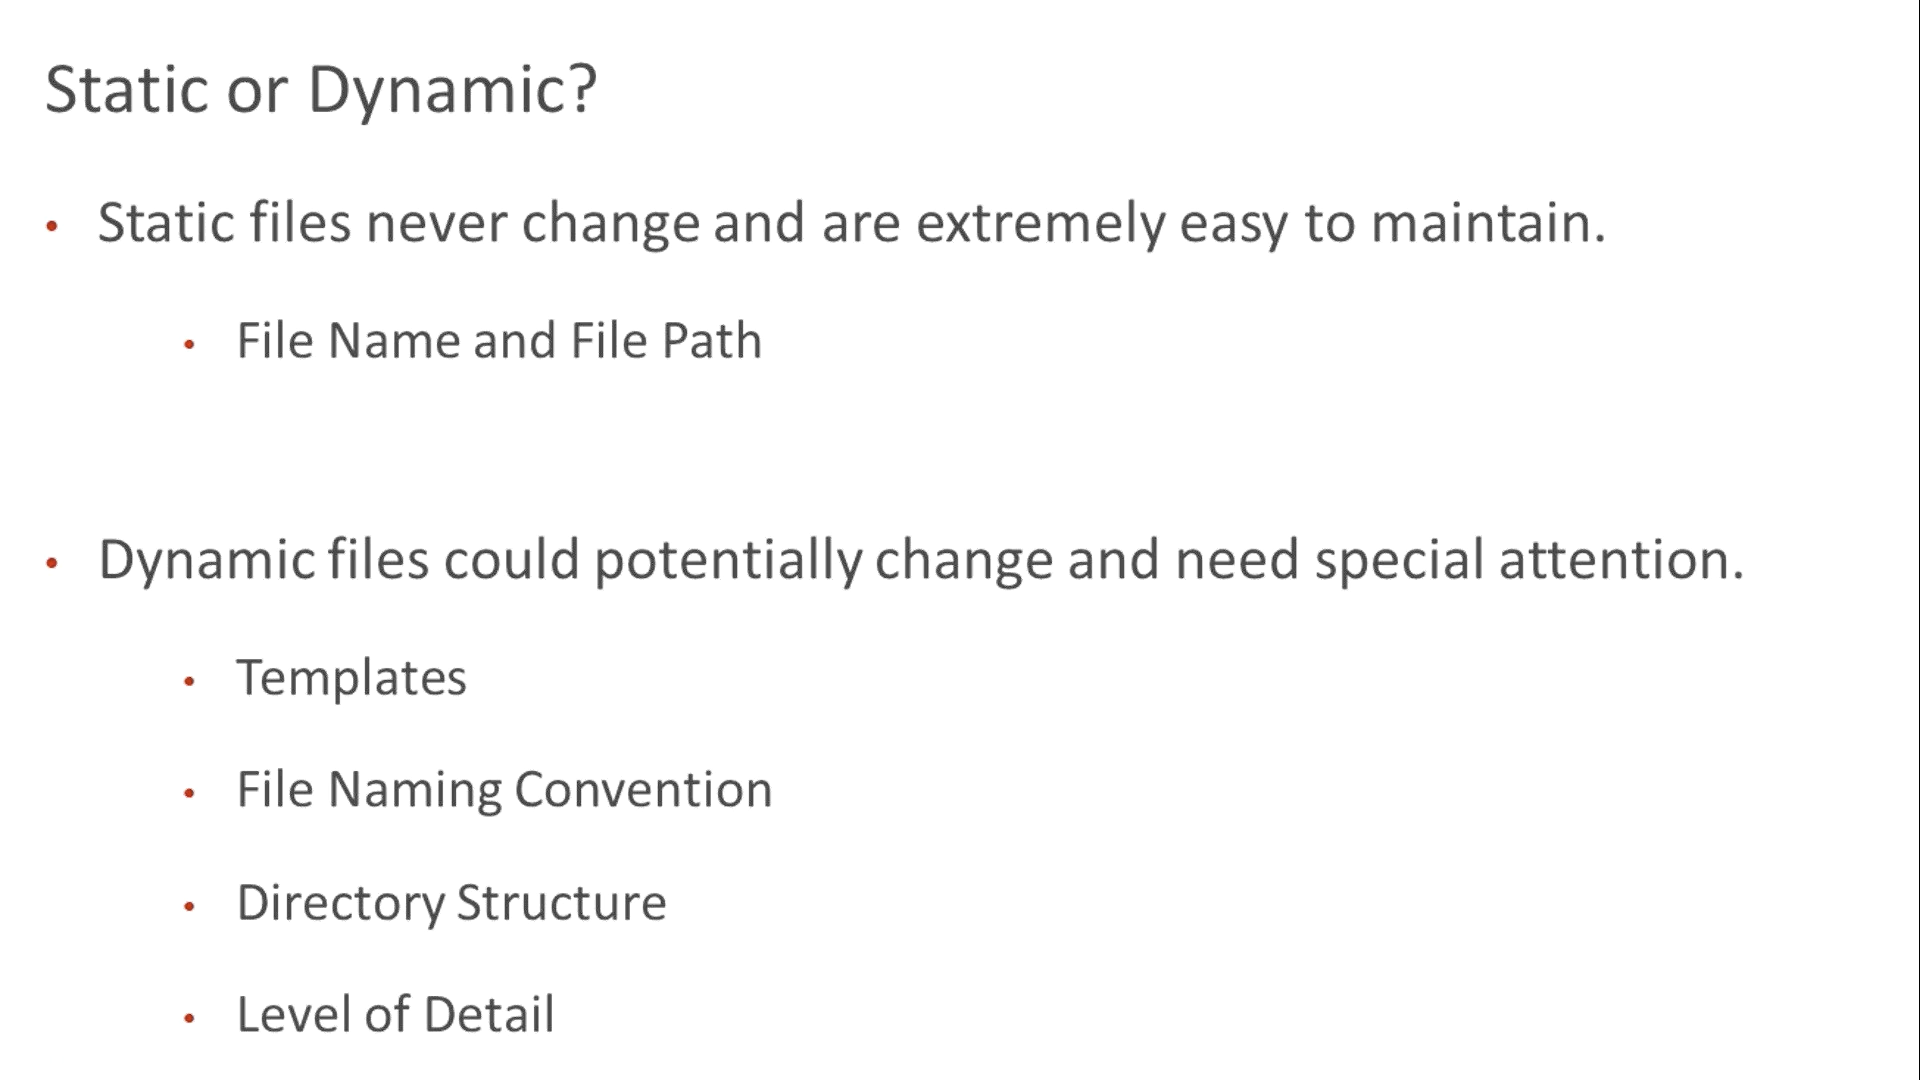 Static or Dynamic?
• Static files never change and are extremely easy to maintain.
• File Name and File Path
• Dynamic files could potentially change and need special attention.
• Templates
• File Naming Convention
• Directory Structure
• Level of Detail